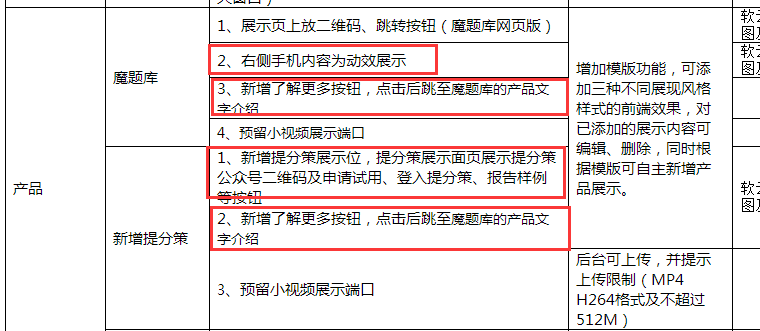 1、展示页上放二维码、跳转按钮（魔题库网页版）
2、右侧手机内容为动效展示
魔题库
3、新增了解更多按钮，点击后跳至魔题库的产品文
字介绍
4、预留小视频展示端口
增加模版功能，可添
加三种不同展现风格
样式的前端效果，对
已添加的展示内容可
编辑、删除，同时根
据模版可自主新增产
品展示。
软云
图及
软云
图及
产品
新增提分策
1、新增提分策展示位，提分策展示面页展示提分策
公众号二维码及申请试用、登入提分策、报告样例
等按钮
2、新增了解更多按钮，点击后跳至魔题库的产品文
字介绍
3、预留小视频展示端口
后台可上传，并提示
上传限制（MP4
H264格式及不超过
512M）
软云
图及